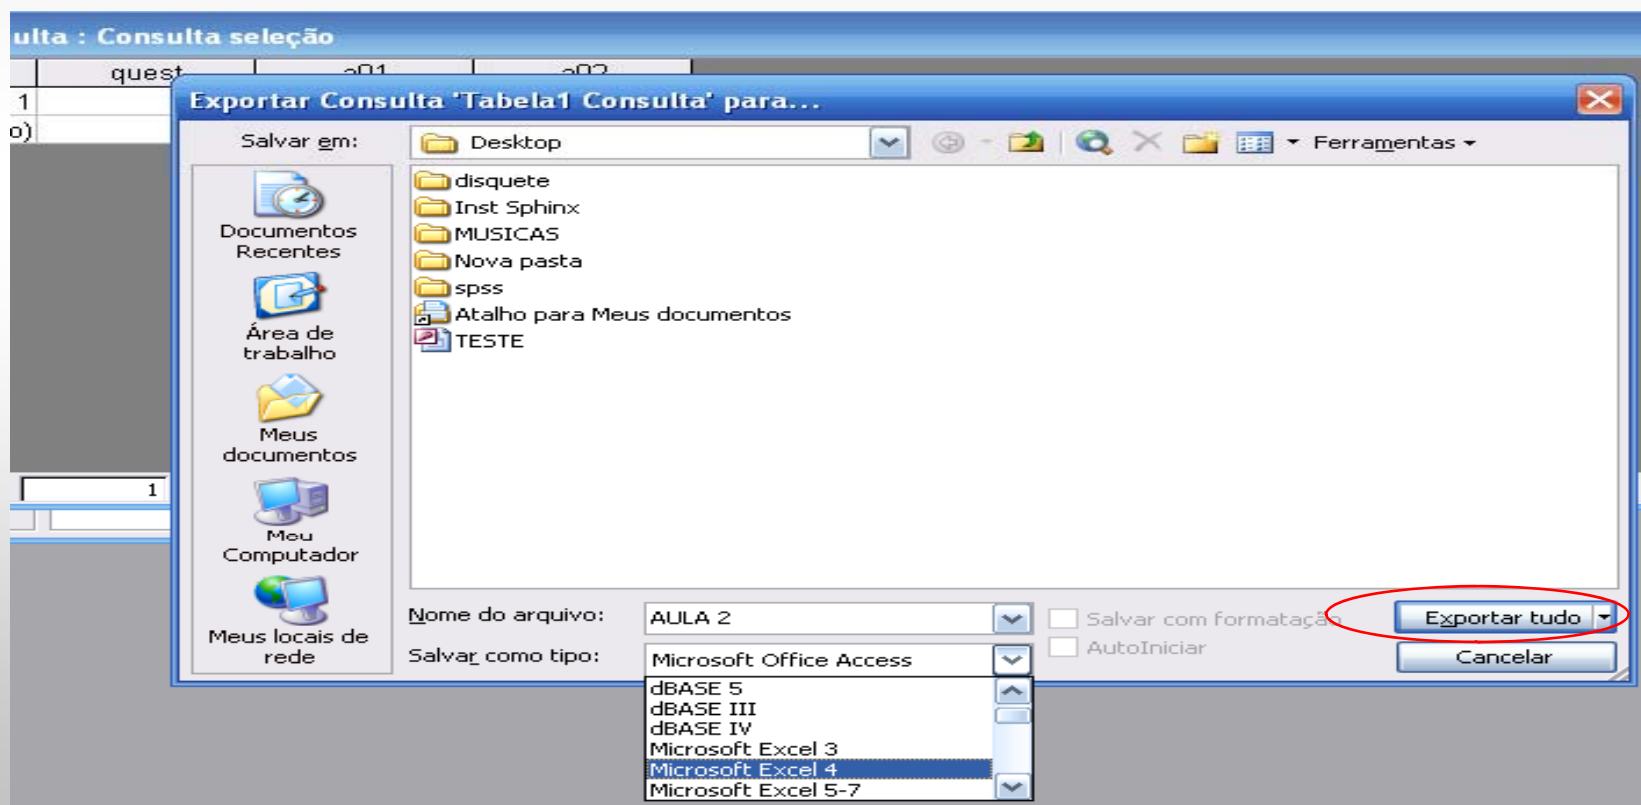 ulta : Consulta seleção
quest
1
o)
Exportar Consulta 'Tabela1 Consulta' para...
Salvar em:
Desktop
Ferramentas
disquete
Inst Sphinx
MUSICAS
Nova pasta
spss
Atalho para Meus documentos
TESTE
Documentos
Recentes
Área de
trabalho
Meus
documentos
Meu
Computador
Meus locais de
rede
1
Nome do arquivo:
AULA 2
Salvar com formatação
Exportar tudo
Salvar como tipo:
Microsoft Office Access
AutoIniciar
Cancelar
dBASE 5
dBASE III
dBASE IV
Microsoft Excel 3
Microsoft Excel 4
Microsoft Excel 5-7